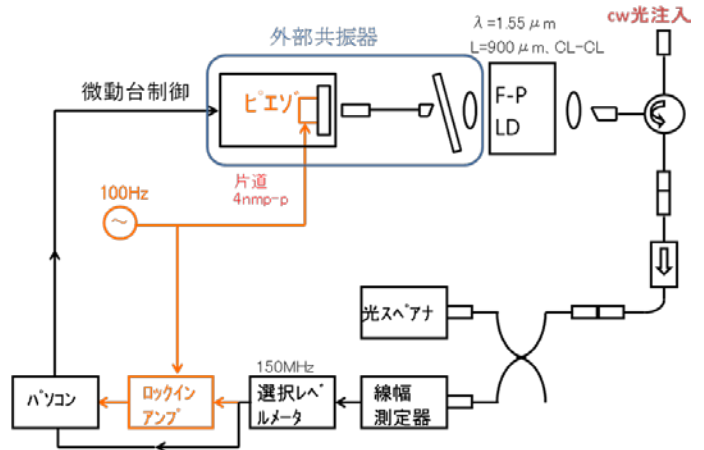 cw光注入
λ=1.55μm
L=900μm、CL-CL
外部共振器
微動台制御
ピエゾ
F-P
LD
片道
4nmp-p
100Hz
～
光スペアナ
150MHz
パソコン
ロックイン
アンプ
選択レベ
ルメータ
線幅
測定器